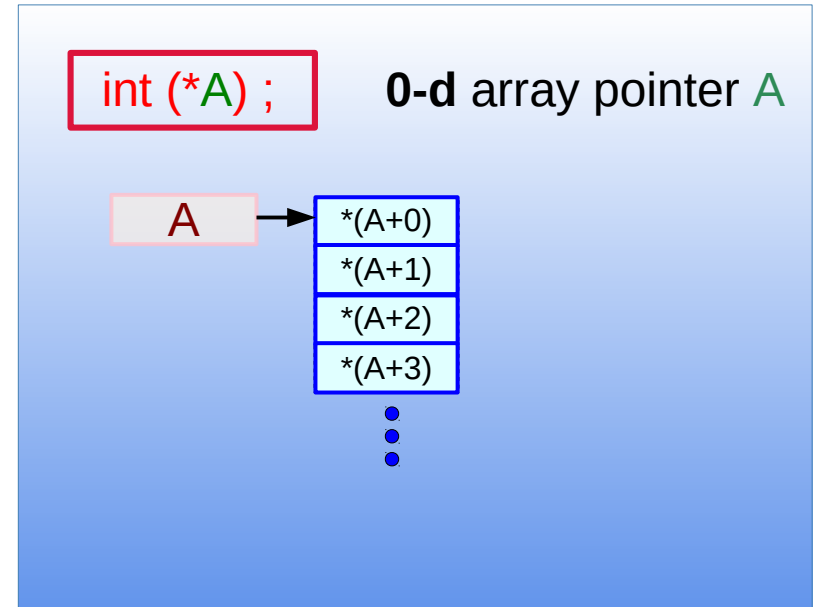 int (*A) ; 0-d array pointer A
A *(A+0)
*(A+1)
*(A+2)
*(A+3)